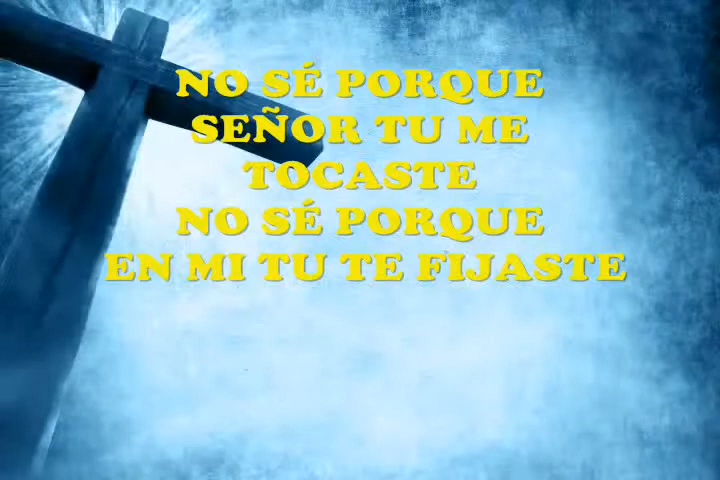 NO SÉ PORQUE
SEÑOR TU ME
TOCASTE
NO SÉ PORQUE
EN MI TU TE FIJASTE